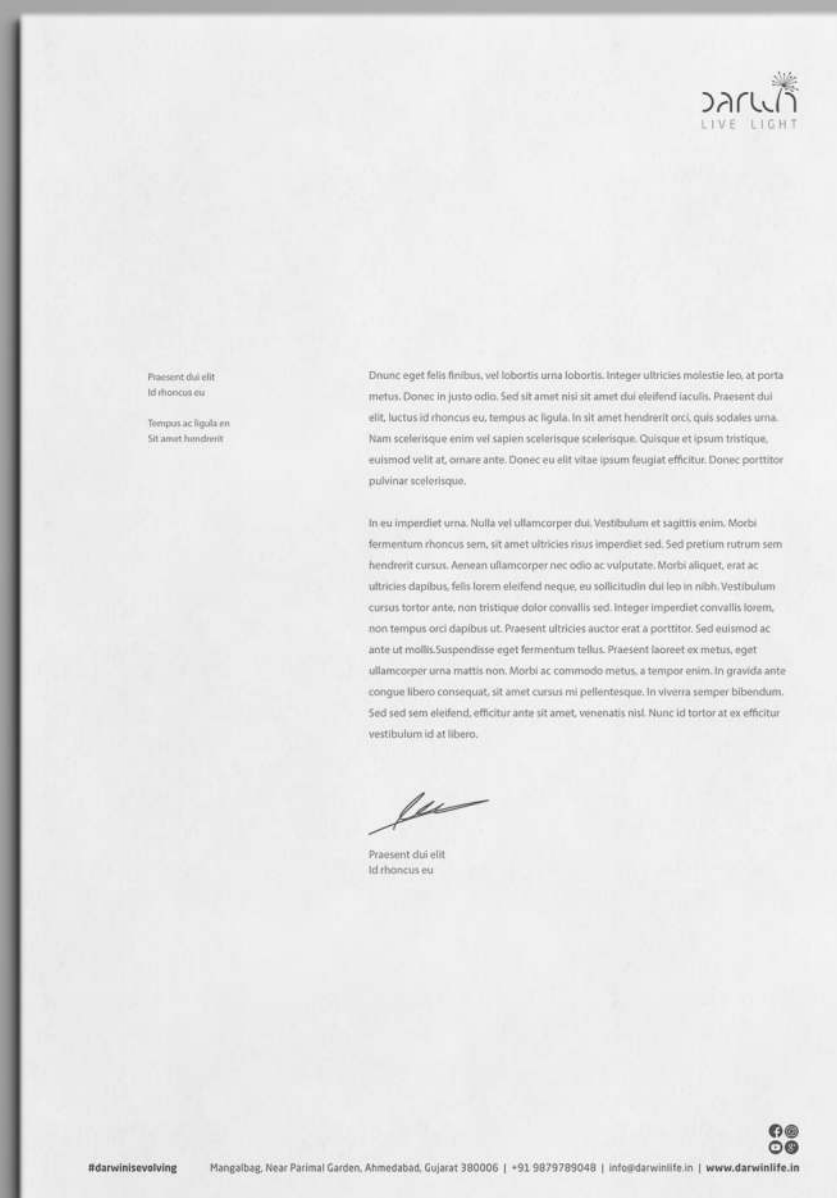 DARWIN
LIVE LIGHT
Praesent dui elit
Id rhoncus eu
Tempus ac ligula en
Sit amet hendrerit
Dnunc eget felis finibus, vel lobortis urna lobortis. Integer ultricies molestie leo, at porta
metus. Donec in justo odio. Sed sit amet nisi sit amet dui eleifend iaculis. Praesent dui
elit, luctus id rhoncus eu, tempus ac ligula. In sit amet hendrerit orci, quis sodales urna.
Nam scelerisque enim vel sapien scelerisque scelerisque. Quisque et ipsum tristique,
euismod velit at, ornare ante. Donec eu elit vitae ipsum feugiat efficitur. Donec porttitor
pulvinar scelerisque.
In eu imperdiet urna. Nulla vel ullamcorper dui. Vestibulum et sagittis enim. Morbi
fermentum rhoncus sem, sit amet ultricies risus imperdiet sed. Sed pretium rutrum sem
hendrerit cursus. Aenean ullamcorper nec odio ac vulputate. Morbi aliquet, erat ac
ultricies dapibus, felis lorem eleifend neque, eu sollicitudin dui leo in nibh. Vestibulum
cursus tortor ante, non tristique dolor convallis sed. Integer imperdiet convallis lorem,
non tempus orci dapibus ut. Praesent ultricies auctor erat a porttitor. Sed euismod ac
ante ut mollis.Suspendisse eget fermentum tellus. Praesent laoreet ex metus, eget
ullamcorper urna mattis non. Morbi ac commodo metus, a tempor enim. In gravida ante
congue libero consequat, sit amet cursus mi pellentesque. In viverra semper bibendum.
Sed sed sem eleifend, efficitur ante sit amet, venenatis nisl. Nunc id tortor at ex efficitur
vestibulum id at libero.
Praesent dui elit
Id rhoncus eu
#darwinisevolving Mangalbag, Near Parimal Garden, Ahmedabad, Gujarat 380006 | +91 9879789048 | info@darwinlife.in | www.darwinlife.in